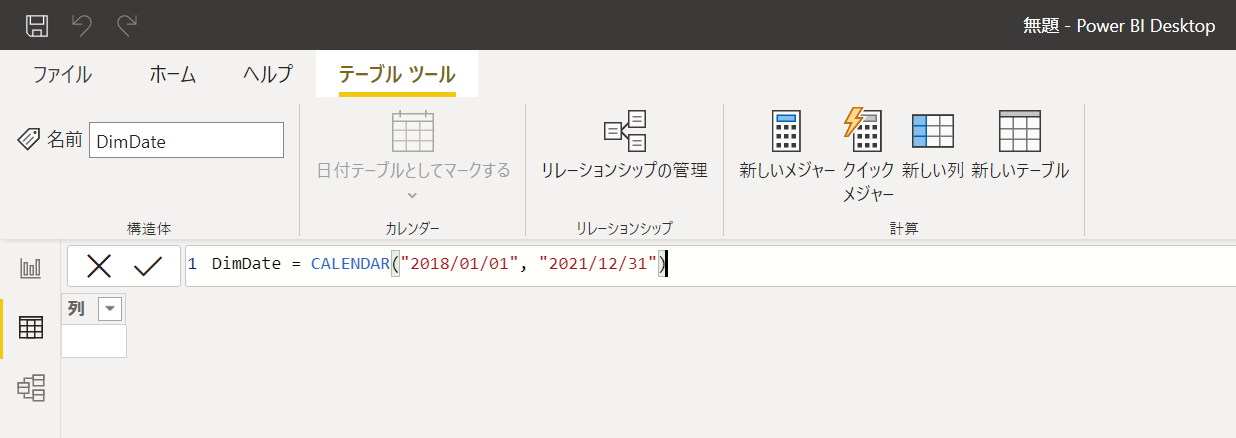 無題 - Power BI Desktop
ファイル ホーム ヘルプ テーブル ツール
名前 DimDate
日付テーブルとしてマークする
リレーションシップの管理
新しいメジャー
クイック
メジャー
新しい列
新しいテーブル
構造体
カレンダー
リレーションシップ
計算
1 DimDate = CALENDAR("2018/01/01", "2021/12/31")
列